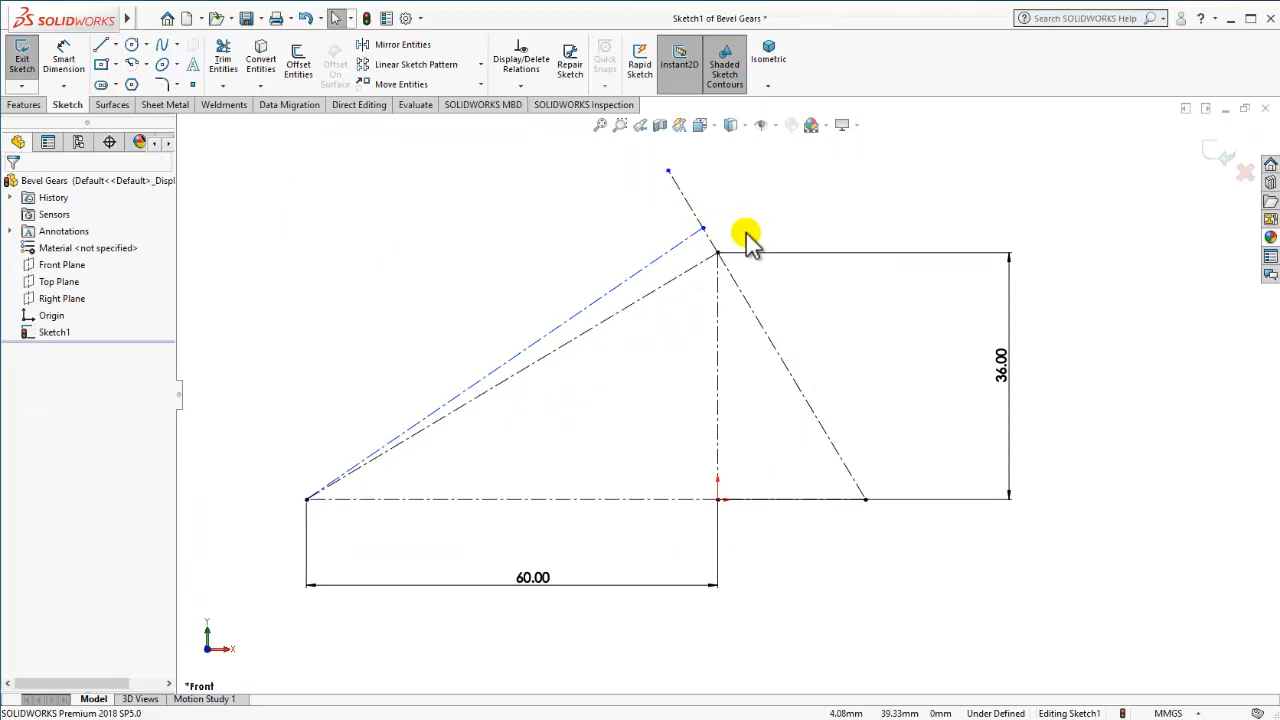 SOLIDWORKS
Sketch1 of Bevel Gears *
Search SOLIDWORKS Help
Exit
Sketch
Smart
Dimension
Trim
Entities
Convert
Entities
Offset
Entities
Offset
On
Surface
Mirror Entities
Linear Sketch Pattern
Move Entities
Display/Delete
Relations
Repair
Sketch
Quick
Snaps
Rapid
Sketch
Instant2D
Shaded
Sketch
Contours
Isometric
Features
Sketch
Surfaces
Sheet Metal
Weldments
Data Migration
Direct Editing
Evaluate
SOLIDWORKS MBD
SOLIDWORKS Inspection
Bevel Gears (Default<<Default>_Displ
History
Sensors
Annotations
Material <not specified>
Front Plane
Top Plane
Right Plane
Origin
Sketch1
36.00
60.00
Y
X
*Front
Model
3D Views
Motion Study 1
SOLIDWORKS Premium 2018 SP5.0
4.08mm
39.33mm
0mm
Under Defined
Editing Sketch1
MMGS